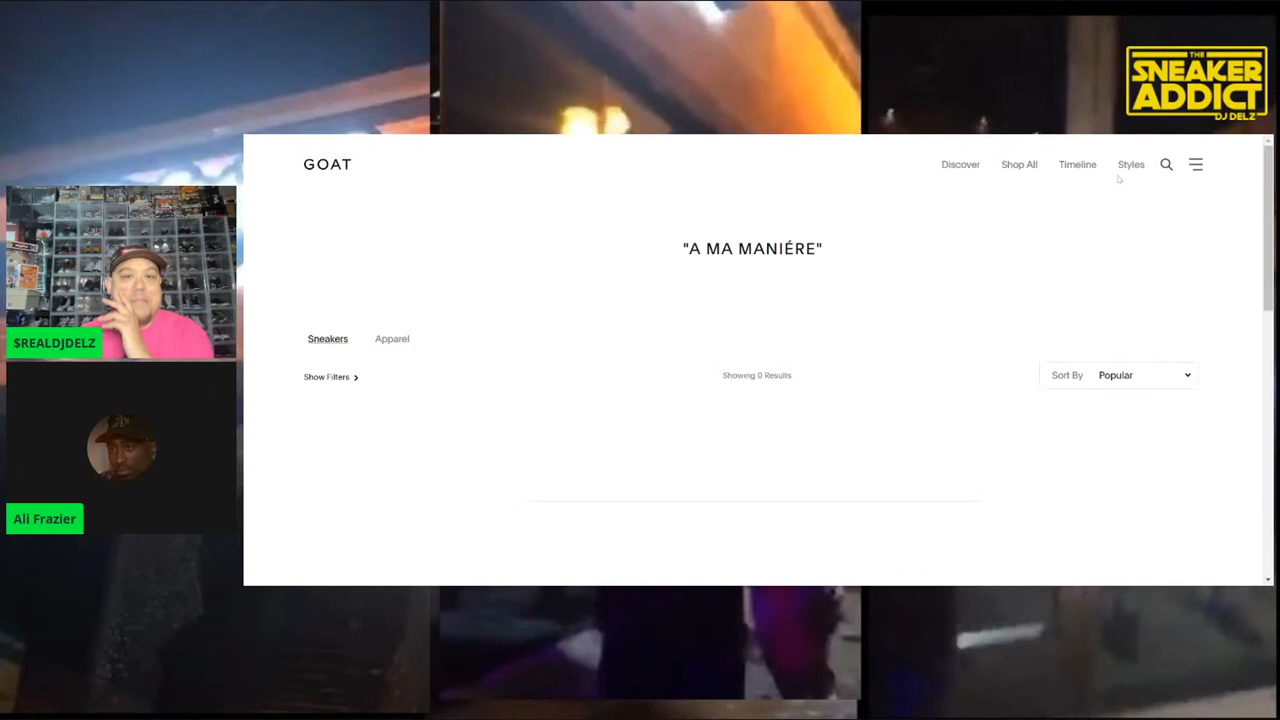 THE
SNEAKER
ADDICT
DJ DELZ
GOAT
Discover
Shop All
Timeline
Styles
"A MA MANIÉRE"
Sneakers
Apparel
Show Filters
Showing 0 Results
Sort By
Popular
$REALDJDELZ
Ali Frazier